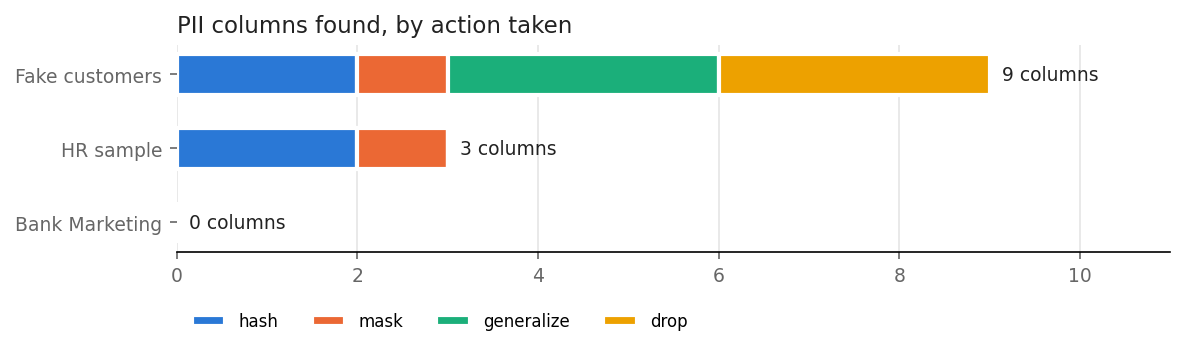 PII columns found, by action taken
Fake customers
9 columns
HR sample
3 columns
Bank Marketing
0 columns
0 2 4 6 8 10
hash mask generalize drop